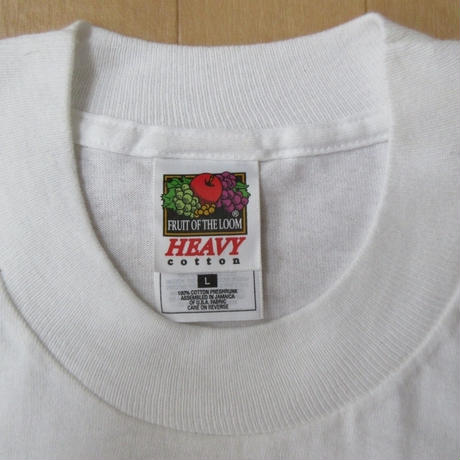 FRUIT OF THE LOOM®
HEAVY
cotton
L
100% COTTON PRESHRUNK
ASSEMBLED IN JAMAICA
OF U.S.A. FABRIC
CARE ON REVERSE